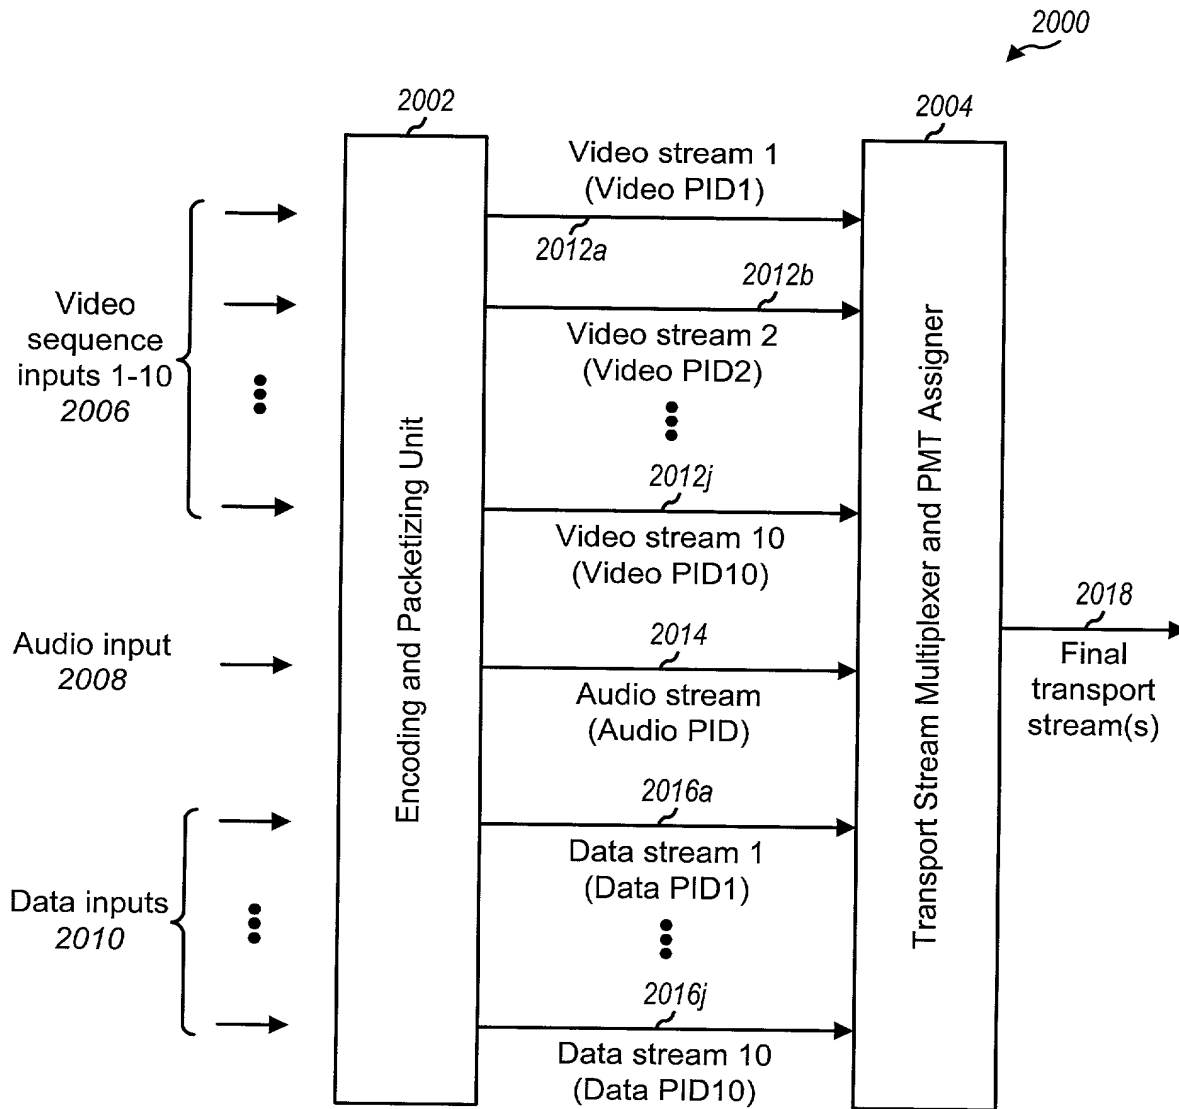 2000
2002
2004
Video stream 1
(Video PID1)
2012a
2012b
Video
sequence
inputs 1-10
2006
Video stream 2
(Video PID2)
2012j
Video stream 10
(Video PID10)
Encoding and Packetizing Unit
Transport Stream Multiplexer and PMT Assigner
2018
Final
transport
stream(s)
Audio input
2008
2014
Audio stream
(Audio PID)
2016a
Data stream 1
(Data PID1)
Data inputs
2010
2016j
Data stream 10
(Data PID10)